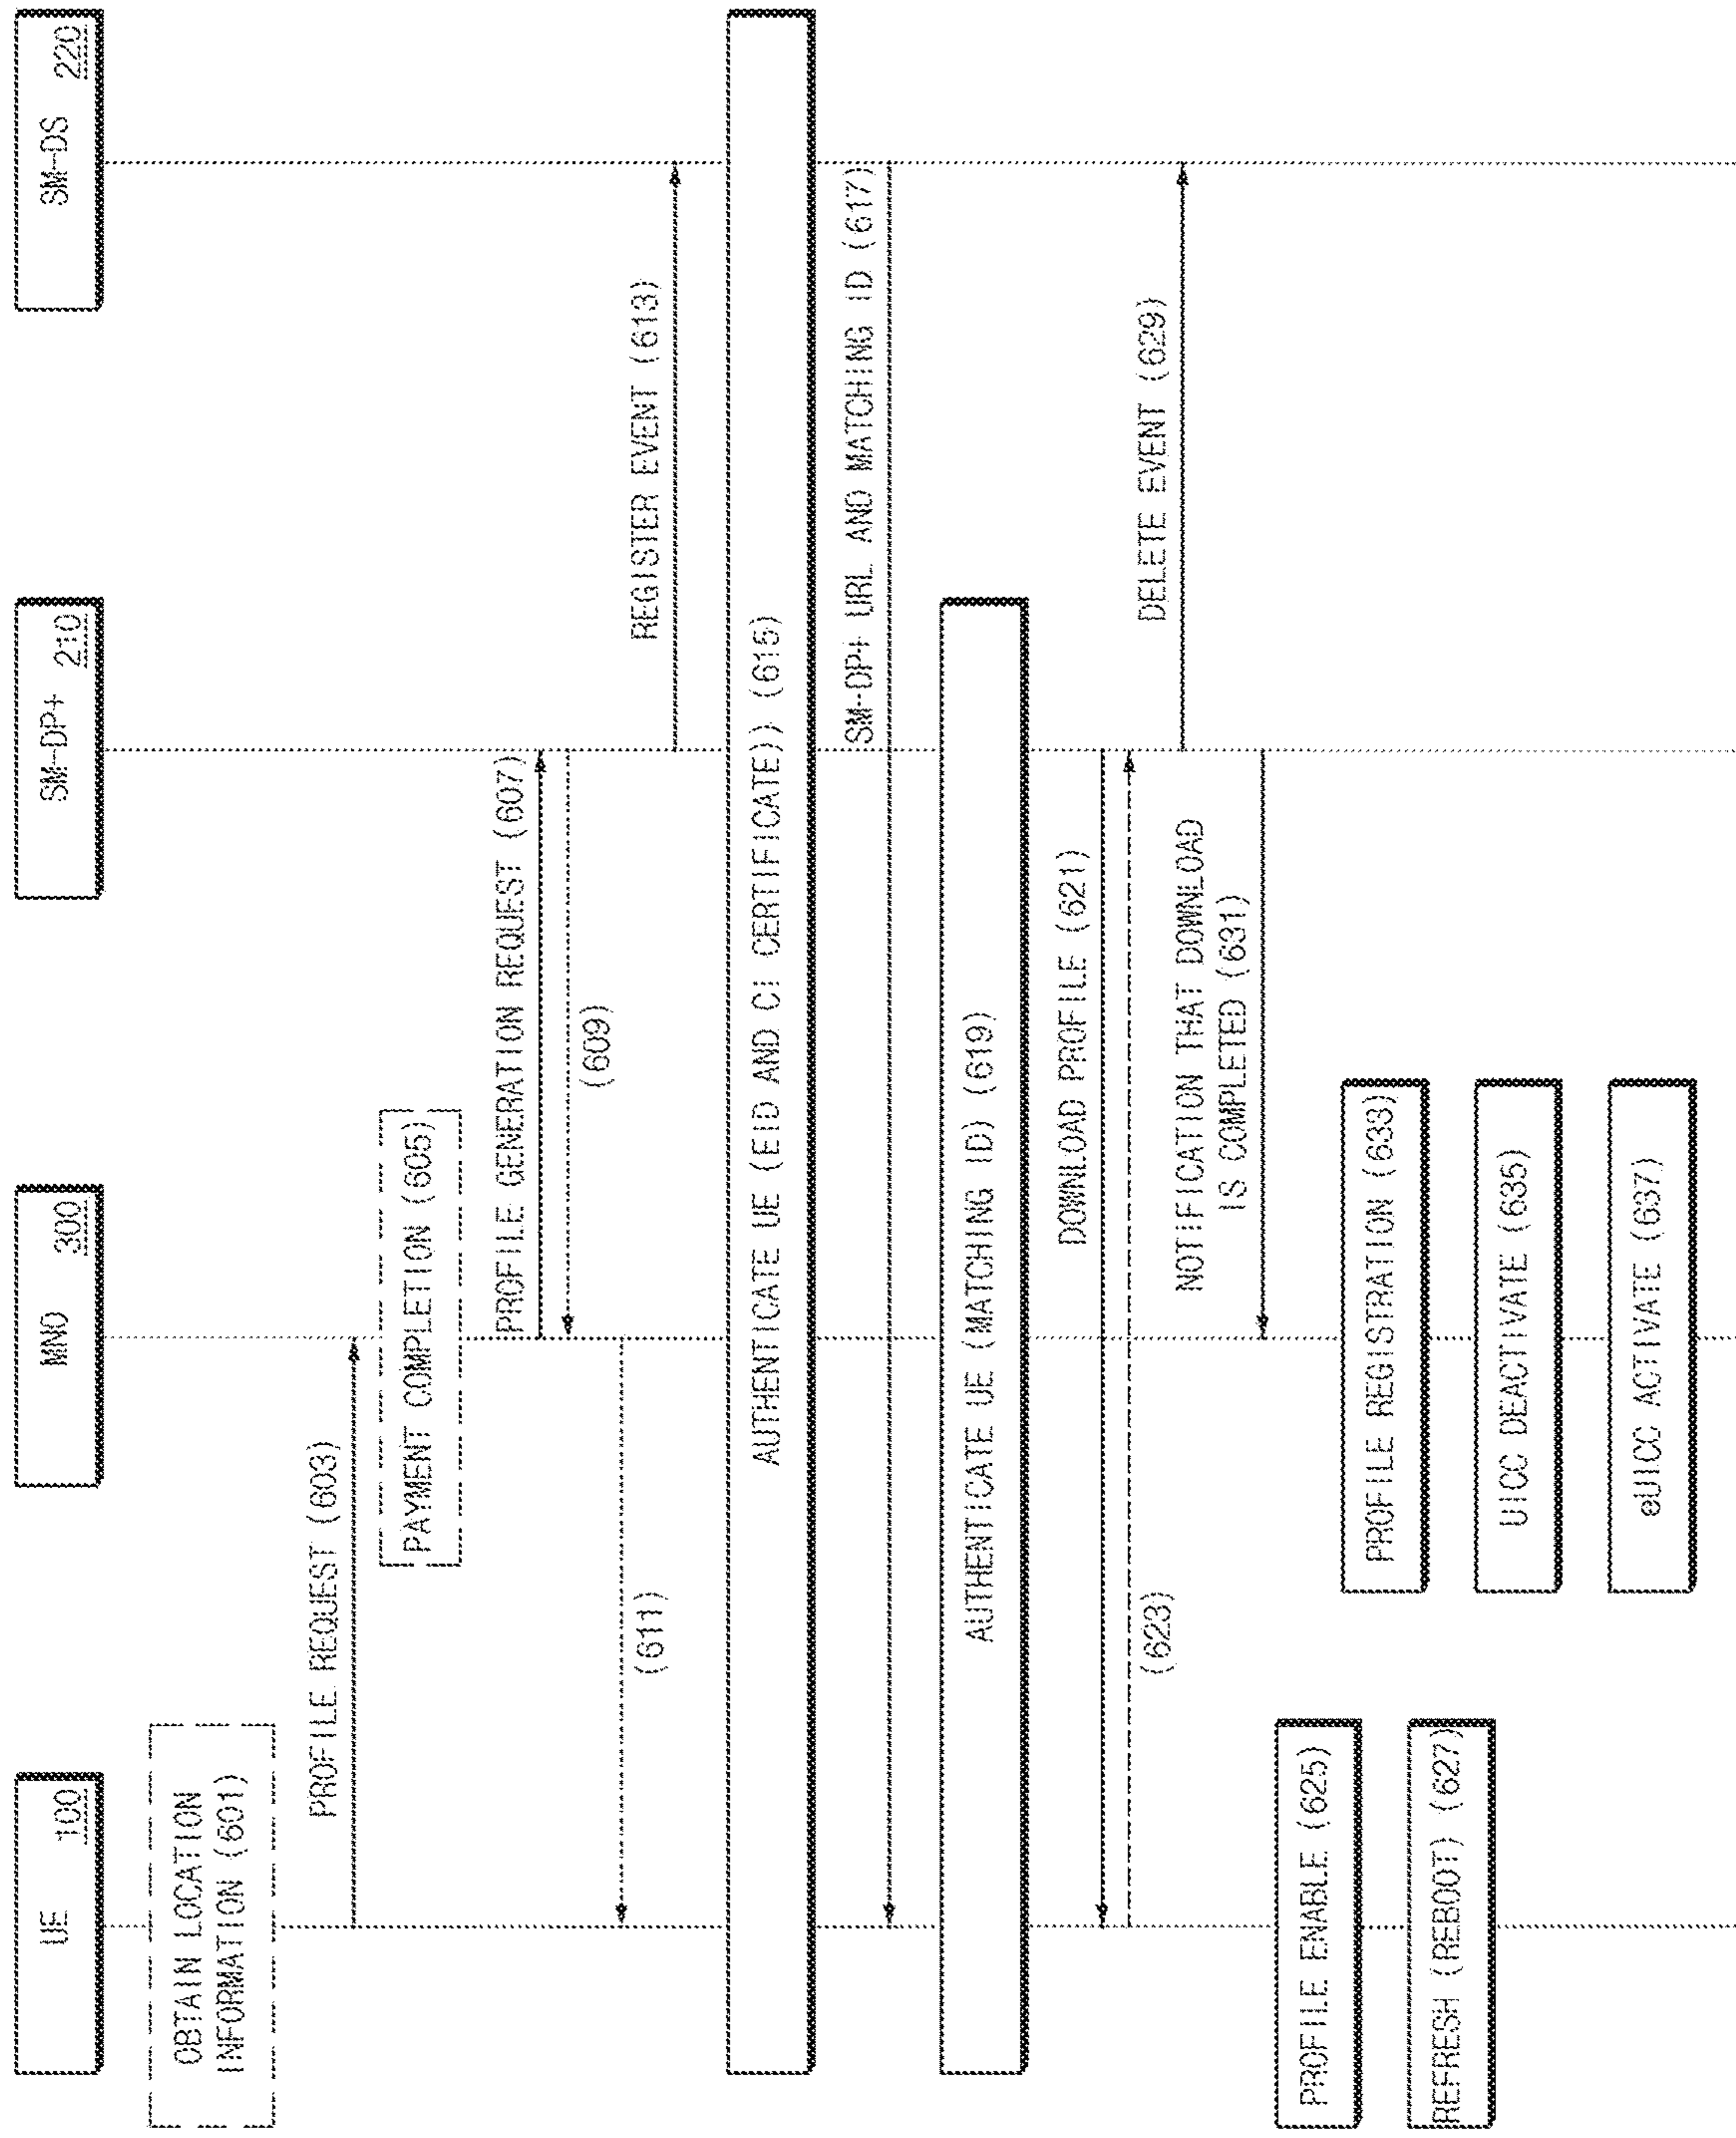 UE 100
MNO 300
SM-DP+ 210
SM-DS 220
OBTAIN LOCATION
INFORMATION (601)
PROFILE REQUEST (603)
PAYMENT COMPLETION (605)
PROFILE GENERATION REQUEST (607)
(609)
(611)
REGISTER EVENT (613)
AUTHENTICATE UE (EID AND CI CERTIFICATE)) (615)
SM-DP+ URL AND MATCHING ID (617)
AUTHENTICATE UE (MATCHING ID) (619)
DOWNLOAD PROFILE (621)
(623)
PROFILE ENABLE (625)
REFRESH (REBOOT) (627)
DELETE EVENT (629)
NOTIFICATION THAT DOWNLOAD
IS COMPLETED (631)
PROFILE REGISTRATION (633)
UICC DEACTIVATE (635)
eUICC ACTIVATE (637)